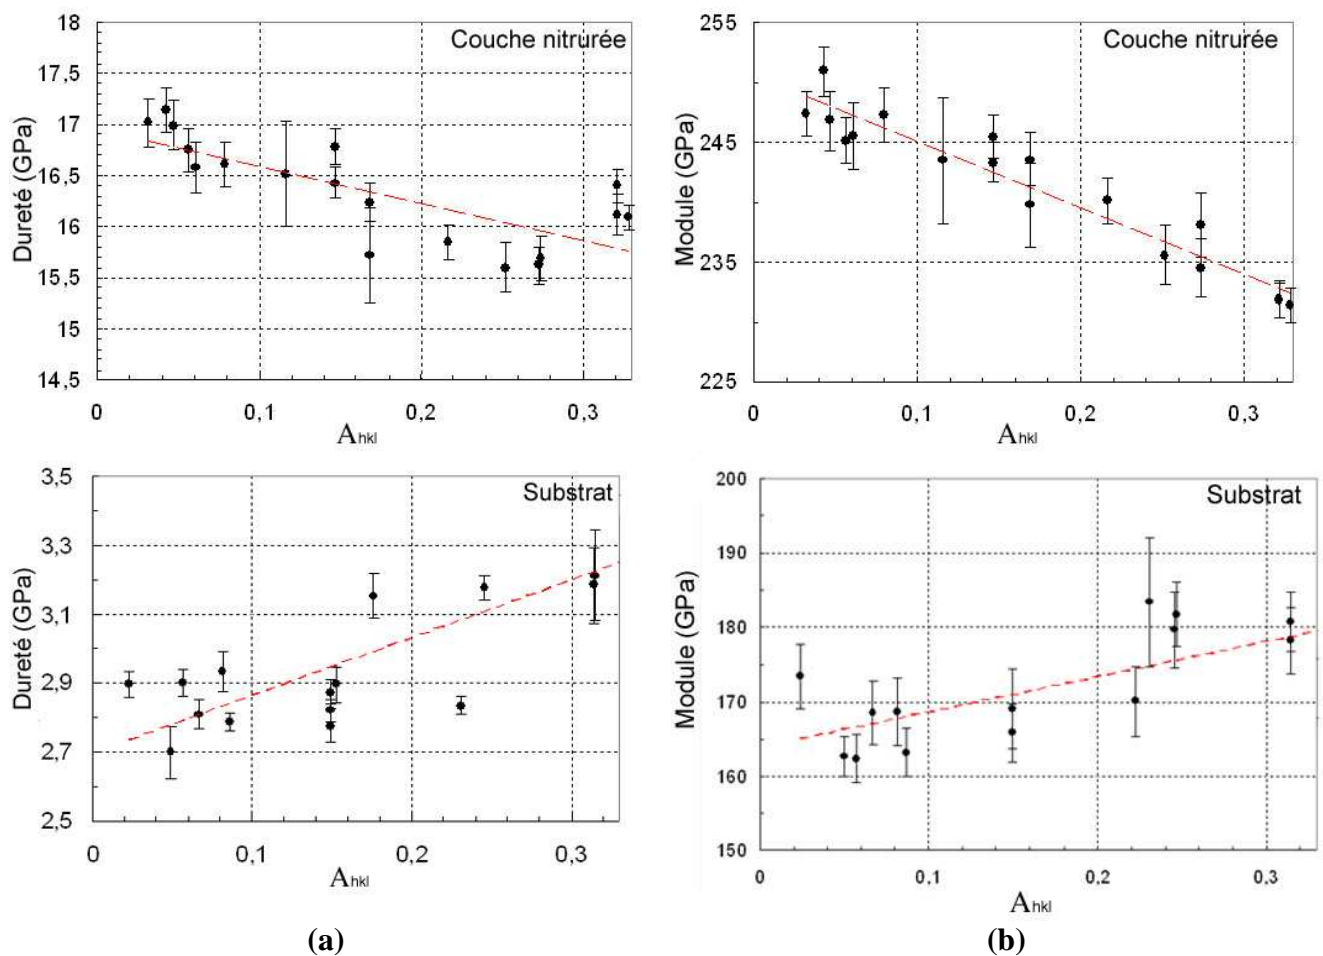 18
17,5
17
16,5
16
15,5
15
14,5
Dureté (GPa)
Couche nitrurée
0 0,1 0,2 0,3
Ahkl
255
245
235
225
Module (GPa)
Couche nitrurée
0 0,1 0,2 0,3
Ahkl
3,5
3,3
3,1
2,9
2,7
2,5
Dureté (GPa)
Substrat
0 0,1 0,2 0,3
Ahkl
200
190
180
170
160
150
Module (GPa)
Substrat
0 0,1 0,2 0,3
Ahkl
(a) (b)